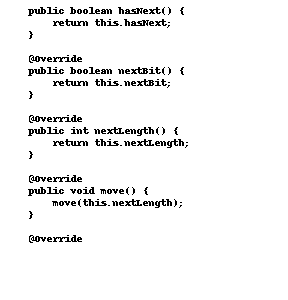 public boolean hasNext() {
return this.hasNext;
}
@Override
public boolean nextBit() {
return this.nextBit;
}
@Override
public int nextLength() {
return this.nextLength;
}
@Override
public void move() {
move(this.nextLength);
}
@Override